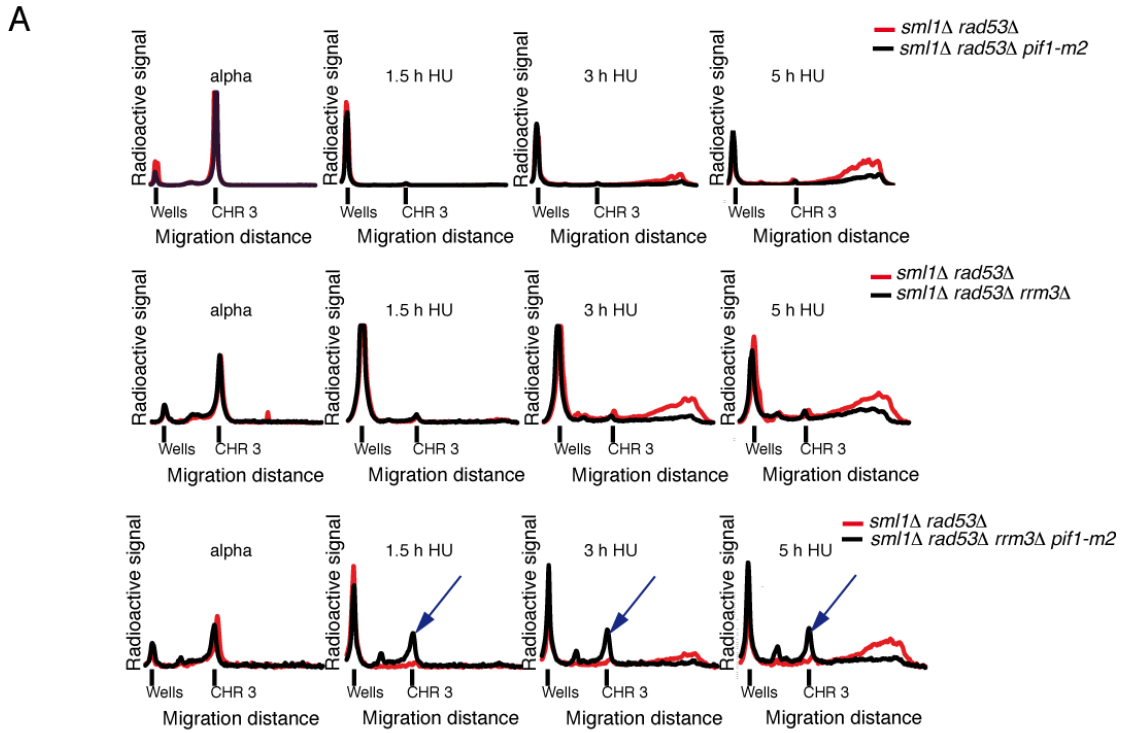 A
sml1Δ rad53Δ
sml1Δ rad53Δ pif1-m2
Radioactive signal
alpha
Wells
CHR 3
Migration distance
Radioactive signal
1.5 h HU
Wells
CHR 3
Migration distance
Radioactive signal
3 h HU
Wells
CHR 3
Migration distance
Radioactive signal
5 h HU
Wells
CHR 3
Migration distance
sml1Δ rad53Δ
sml1Δ rad53Δ rrm3Δ
Radioactive signal
alpha
Wells
CHR 3
Migration distance
Radioactive signal
1.5 h HU
Wells
CHR 3
Migration distance
Radioactive signal
3 h HU
Wells
CHR 3
Migration distance
Radioactive signal
5 h HU
Wells
CHR 3
Migration distance
sml1Δ rad53Δ
sml1Δ rad53Δ rrm3Δ pif1-m2
Radioactive signal
alpha
Wells
CHR 3
Migration distance
Radioactive signal
1.5 h HU
Wells
CHR 3
Migration distance
Radioactive signal
3 h HU
Wells
CHR 3
Migration distance
Radioactive signal
5 h HU
Wells
CHR 3
Migration distance